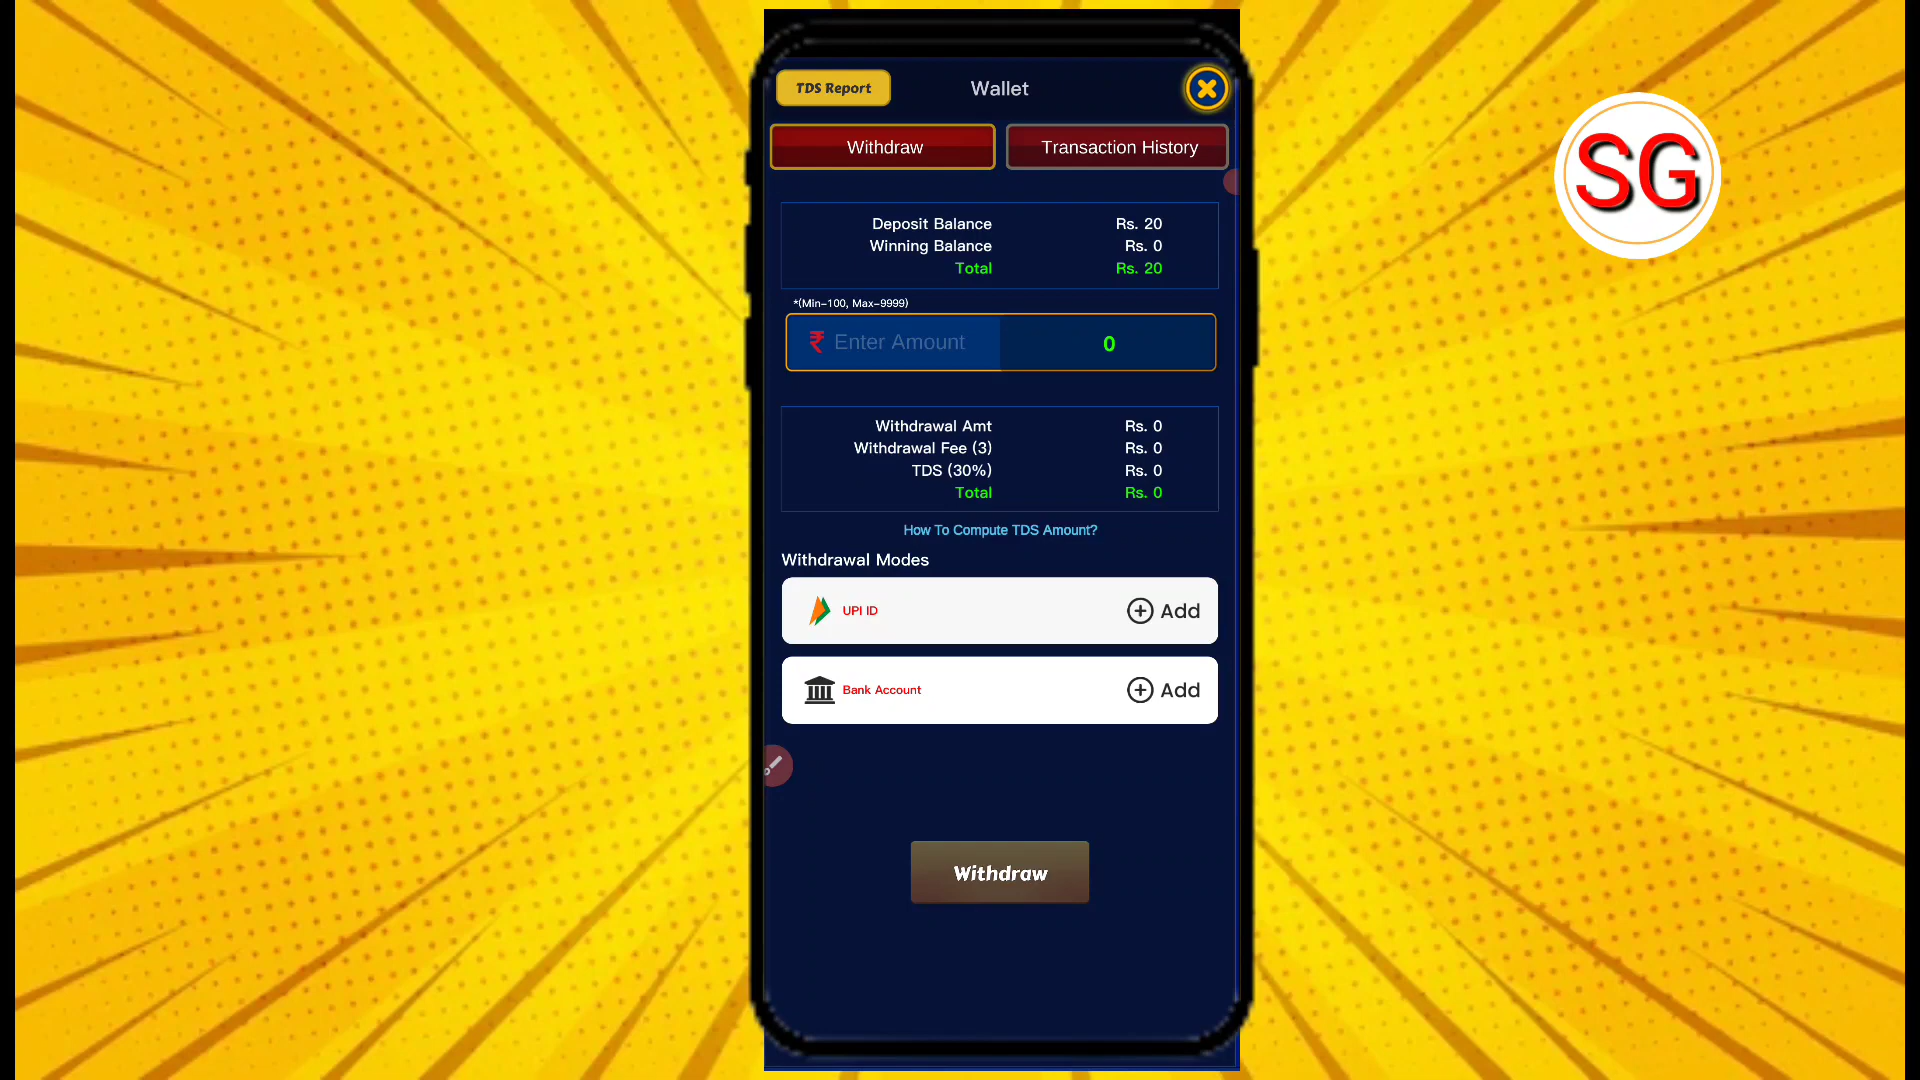 SG
TDS Report
Wallet
Withdraw
Transaction History
Deposit Balance Rs. 20
Winning Balance Rs. 0
Total Rs. 20
*(Min-100, Max-9999)
₹ Enter Amount 0
Withdrawal Amt Rs. 0
Withdrawal Fee (3) Rs. 0
TDS (30%) Rs. 0
Total Rs. 0
How To Compute TDS Amount?
Withdrawal Modes
UPI ID Add
Bank Account Add
Withdraw